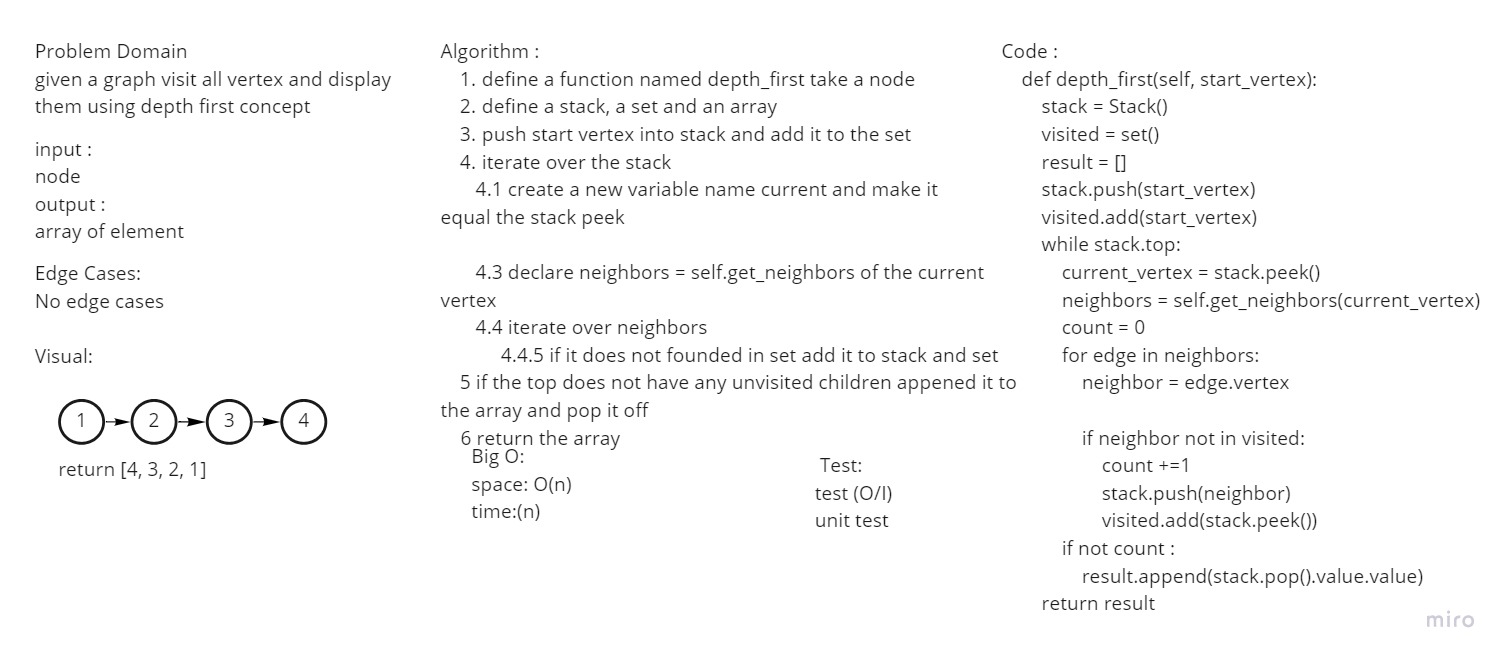 Problem Domain
given a graph visit all vertex and display
them using depth first concept
input :
node
output :
array of element
Edge Cases:
No edge cases
Visual:
1 2 3 4
return [4, 3, 2, 1]
Algorithm :
1. define a function named depth_first take a node
2. define a stack, a set and an array
3. push start vertex into stack and add it to the set
4. iterate over the stack
4.1 create a new variable name current and make it
equal the stack peek
4.3 declare neighbors = self.get_neighbors of the current
vertex
4.4 iterate over neighbors
4.4.5 if it does not founded in set add it to stack and set
5 if the top does not have any unvisited children appened it to
the array and pop it off
6 return the array
Big O:
space: O(n)
time:(n)
Test:
test (O/I)
unit test
Code :
def depth_first(self, start_vertex):
stack = Stack()
visited = set()
result = []
stack.push(start_vertex)
visited.add(start_vertex)
while stack.top:
current_vertex = stack.peek()
neighbors = self.get_neighbors(current_vertex)
count = 0
for edge in neighbors:
neighbor = edge.vertex
if neighbor not in visited:
count +=1
stack.push(neighbor)
visited.add(stack.peek())
if not count :
result.append(stack.pop().value.value)
return result
miro